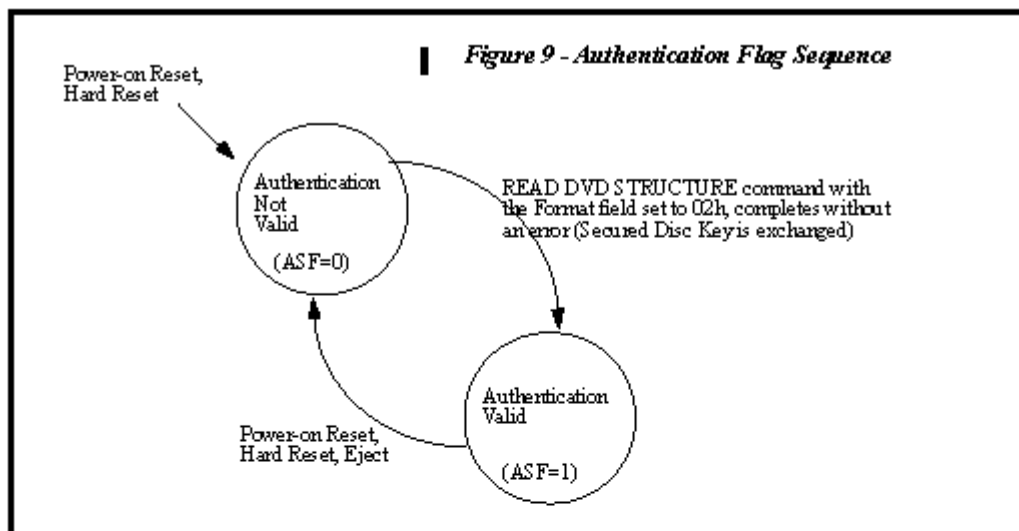 Figure 9 - Authentication Flag Sequence
Power-on Reset,
Hard Reset
Authentication
Not
Valid
(ASF=0)
READ DVD STRUCTURE command with
the Format field set to 02h, completes without
an error (Secured Disc Key is exchanged)
Authentication
Valid
(ASF=1)
Power-on Reset,
Hard Reset, Eject